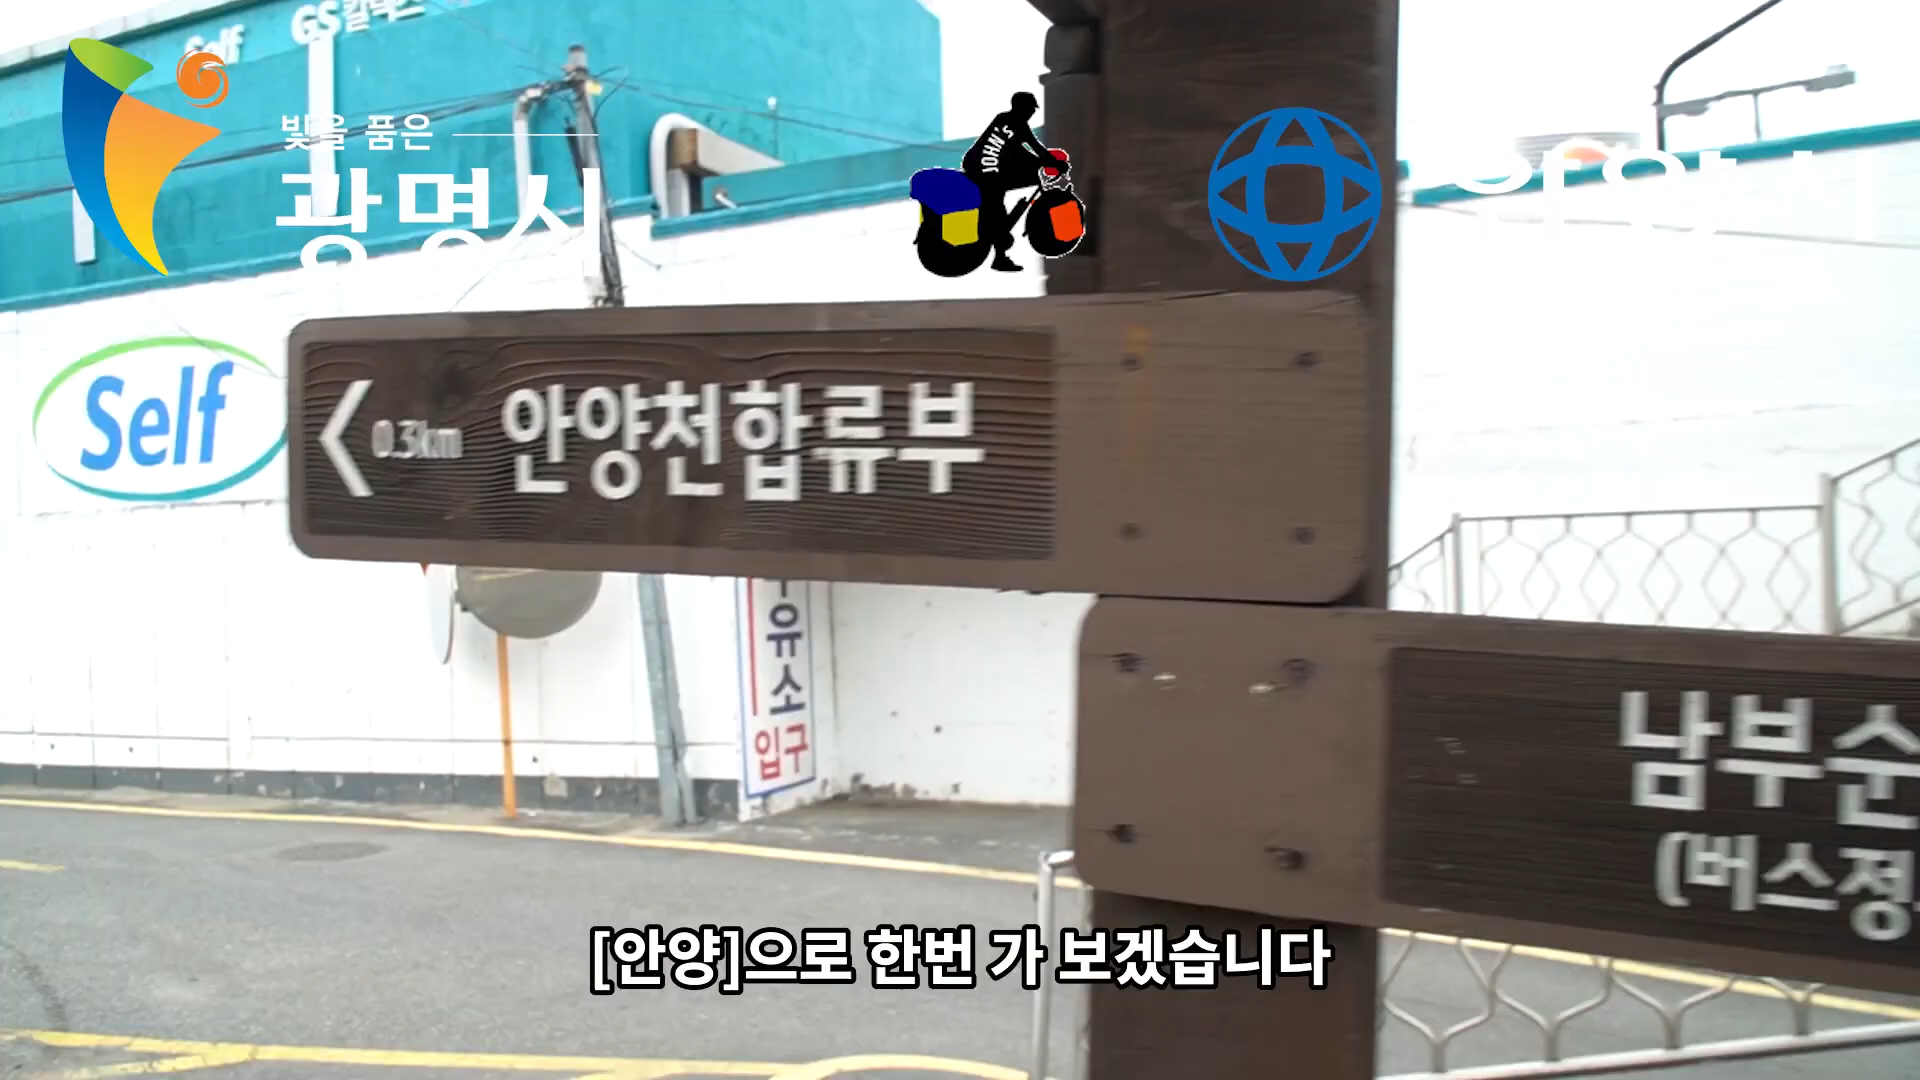 Self
GS칼텍스
빛을 품은
광명시
JOHN's
Self
0.3km 안양천합류부
유소
입구
남부순
(버스정
[안양]으로 한번 가 보겠습니다